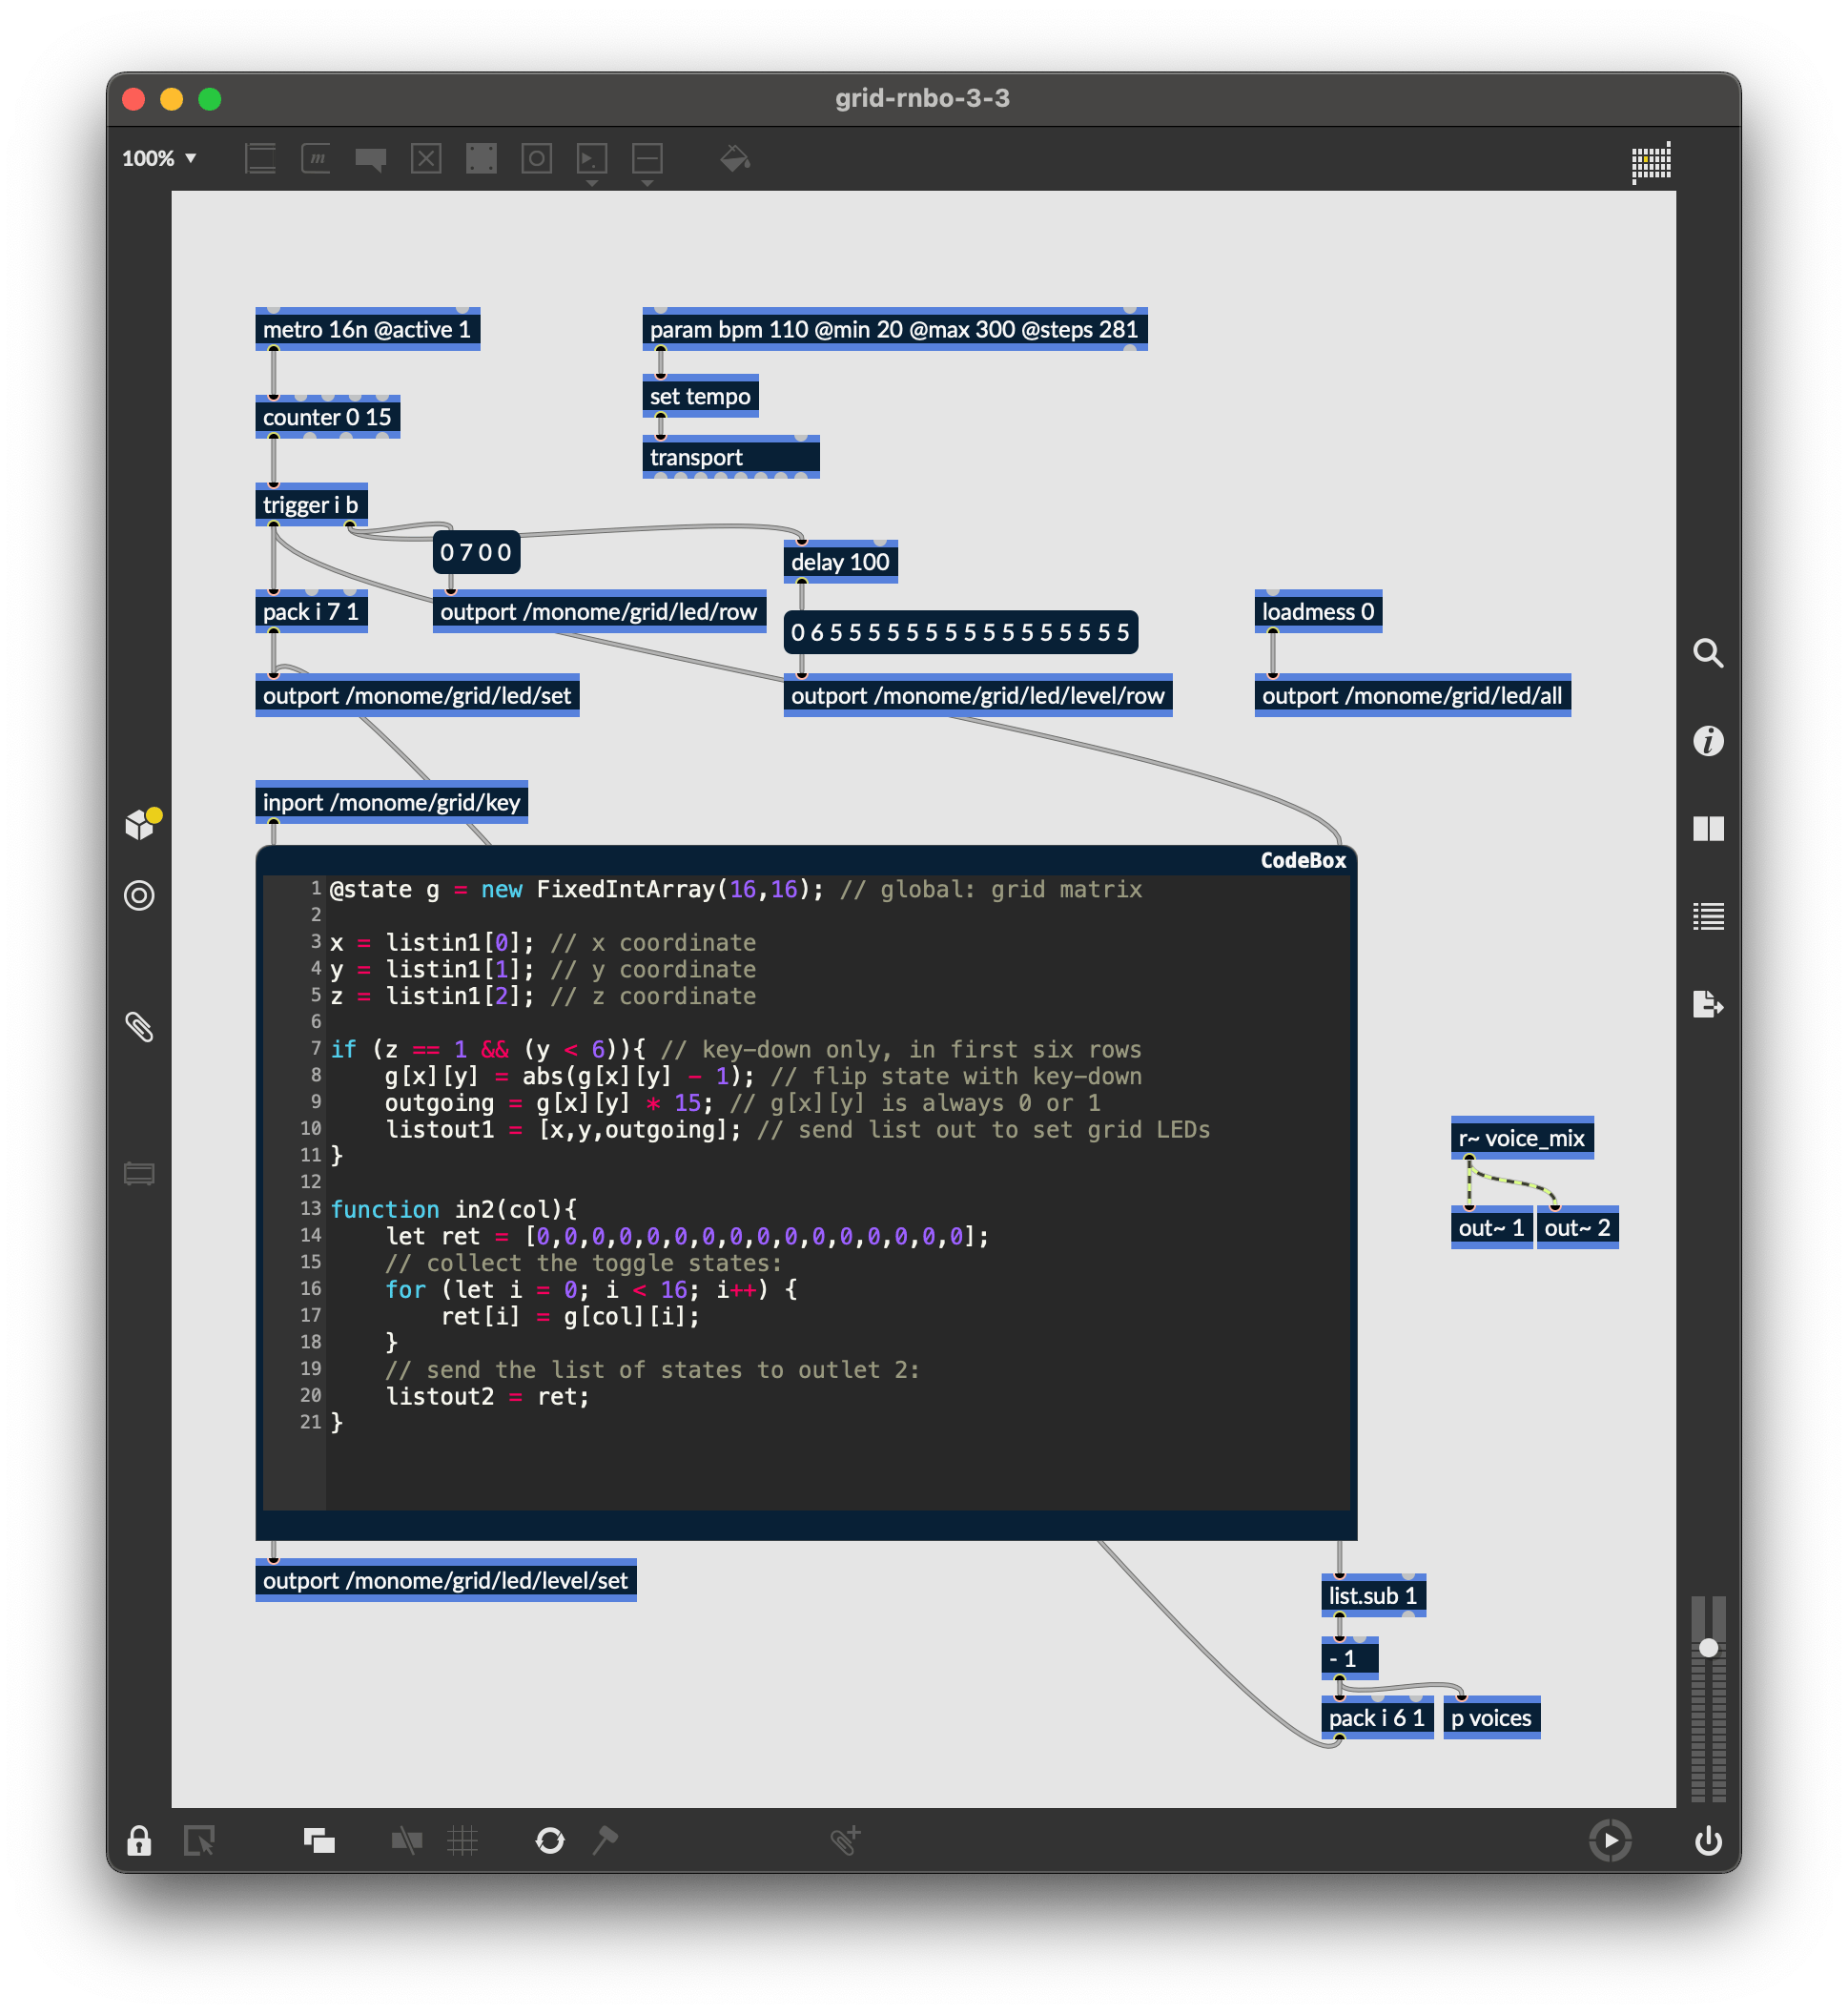 grid-rnbo-3-3
100%
metro 16n @active 1
param bpm 110 @min 20 @max 300 @steps 281
counter 0 15
set tempo
transport
trigger i b
0 7 0 0
delay 100
pack i 7 1
outport /monome/grid/led/row
0 6 5 5 5 5 5 5 5 5 5 5 5 5 5 5 5 5
loadmess 0
outport /monome/grid/led/set
outport /monome/grid/led/level/row
outport /monome/grid/led/all
inport /monome/grid/key
CodeBox
1 @state g = new FixedIntArray(16,16); // global: grid matrix
2
3 x = listin1[0]; // x coordinate
4 y = listin1[1]; // y coordinate
5 z = listin1[2]; // z coordinate
6
7 if (z == 1 && (y < 6)){ // key-down only, in first six rows
8     g[x][y] = abs(g[x][y] - 1); // flip state with key-down
9     outgoing = g[x][y] * 15; // g[x][y] is always 0 or 1
10     listout1 = [x,y,outgoing]; // send list out to set grid LEDs
11 }
12
13 function in2(col){
14     let ret = [0,0,0,0,0,0,0,0,0,0,0,0,0,0,0,0];
15     // collect the toggle states:
16     for (let i = 0; i < 16; i++) {
17         ret[i] = g[col][i];
18     }
19     // send the list of states to outlet 2:
20     listout2 = ret;
21 }
r~ voice_mix
out~ 1
out~ 2
outport /monome/grid/led/level/set
list.sub 1
- 1
pack i 6 1
p voices